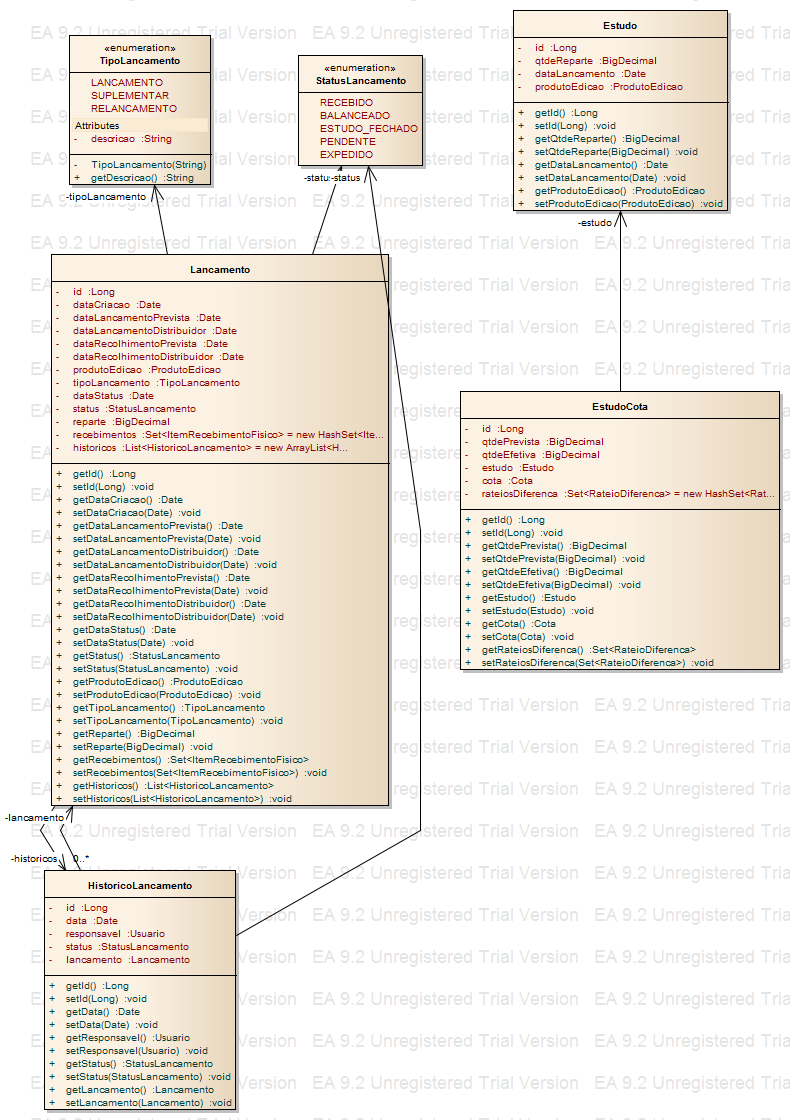 EA 9.2 Unregistered Trial Version
«enumeration»
TipoLancamento
LANCAMENTO
SUPLEMENTAR
RELANCAMENTO
Attributes
- descricao :String
- TipoLancamento(String)
+ getDescricao() :String
-tipoLancamento
«enumeration»
StatusLancamento
RECEBIDO
BALANCEADO
ESTUDO_FECHADO
PENDENTE
EXPEDIDO
-status
Estudo
- id :Long
- qtdeReparte :BigDecimal
- dataLancamento :Date
- produtoEdicao :ProdutoEdicao
+ getId() :Long
+ setId(Long) :void
+ getQtdeReparte() :BigDecimal
+ setQtdeReparte(BigDecimal) :void
+ getDataLancamento() :Date
+ setDataLancamento(Date) :void
+ getProdutoEdicao() :ProdutoEdicao
+ setProdutoEdicao(ProdutoEdicao) :void
-estudo
Lancamento
- id :Long
- dataCriacao :Date
- dataLancamentoPrevista :Date
- dataLancamentoDistribuidor :Date
- dataRecolhimentoPrevista :Date
- dataRecolhimentoDistribuidor :Date
- produtoEdicao :ProdutoEdicao
- tipoLancamento :TipoLancamento
- dataStatus :Date
- status :StatusLancamento
- reparte :BigDecimal
- recebimentos :Set<ItemRecebimentoFisico> = new HashSet<Ite...
- historicos :List<HistoricoLancamento> = new ArrayList<H...
+ getId() :Long
+ setId(Long) :void
+ getDataCriacao() :Date
+ setDataCriacao(Date) :void
+ getDataLancamentoPrevista() :Date
+ setDataLancamentoPrevista(Date) :void
+ getDataLancamentoDistribuidor() :Date
+ setDataLancamentoDistribuidor(Date) :void
+ getDataRecolhimentoPrevista() :Date
+ setDataRecolhimentoPrevista(Date) :void
+ getDataRecolhimentoDistribuidor() :Date
+ setDataRecolhimentoDistribuidor(Date) :void
+ getDataStatus() :Date
+ setDataStatus(Date) :void
+ getStatus() :StatusLancamento
+ setStatus(StatusLancamento) :void
+ getProdutoEdicao() :ProdutoEdicao
+ setProdutoEdicao(ProdutoEdicao) :void
+ getTipoLancamento() :TipoLancamento
+ setTipoLancamento(TipoLancamento) :void
+ getReparte() :BigDecimal
+ setReparte(BigDecimal) :void
+ getRecebimentos() :Set<ItemRecebimentoFisico>
+ setRecebimentos(Set<ItemRecebimentoFisico>) :void
+ getHistoricos() :List<HistoricoLancamento>
+ setHistoricos(List<HistoricoLancamento>) :void
EstudoCota
- id :Long
- qtdePrevista :BigDecimal
- qtdeEfetiva :BigDecimal
- estudo :Estudo
- cota :Cota
- rateiosDiferenca :Set<RateioDiferenca> = new HashSet<Rat...
+ getId() :Long
+ setId(Long) :void
+ getQtdePrevista() :BigDecimal
+ setQtdePrevista(BigDecimal) :void
+ getQtdeEfetiva() :BigDecimal
+ setQtdeEfetiva(BigDecimal) :void
+ getEstudo() :Estudo
+ setEstudo(Estudo) :void
+ getCota() :Cota
+ setCota(Cota) :void
+ getRateiosDiferenca() :Set<RateioDiferenca>
+ setRateiosDiferenca(Set<RateioDiferenca>) :void
-lancamento
-historicos 0..*
HistoricoLancamento
- id :Long
- data :Date
- responsavel :Usuario
- status :StatusLancamento
- lancamento :Lancamento
+ getId() :Long
+ setId(Long) :void
+ getData() :Date
+ setData(Date) :void
+ getResponsavel() :Usuario
+ setResponsavel(Usuario) :void
+ getStatus() :StatusLancamento
+ setStatus(StatusLancamento) :void
+ getLancamento() :Lancamento
+ setLancamento(Lancamento) :void